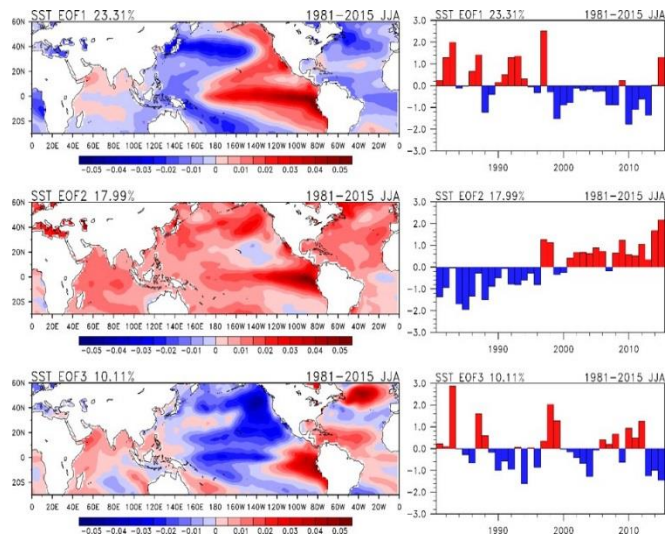 SST EOF1 23.31% 1981-2015 JJA
60N
40N
20N
0
20S
0 20E 40E 60E 80E 100E 120E 140E 160E 180 160W 140W 120W 100W 80W 60W 40W 20W 0
-0.05 -0.04 -0.03 -0.02 -0.01 0 0.01 0.02 0.03 0.04 0.05
SST EOF1 23.31% 1981-2015 JJA
3.0
2.0
1.0
0.0
-1.0
-2.0
-3.0
1990 2000 2010
SST EOF2 17.99% 1981-2015 JJA
60N
40N
20N
0
20S
0 20E 40E 60E 80E 100E 120E 140E 160E 180 160W 140W 120W 100W 80W 60W 40W 20W 0
-0.05 -0.04 -0.03 -0.02 -0.01 0 0.01 0.02 0.03 0.04 0.05
SST EOF2 17.99% 1981-2015 JJA
3.0
2.0
1.0
0.0
-1.0
-2.0
-3.0
1990 2000 2010
SST EOF3 10.11% 1981-2015 JJA
60N
40N
20N
0
20S
0 20E 40E 60E 80E 100E 120E 140E 160E 180 160W 140W 120W 100W 80W 60W 40W 20W 0
-0.05 -0.04 -0.03 -0.02 -0.01 0 0.01 0.02 0.03 0.04 0.05
SST EOF3 10.11% 1981-2015 JJA
3.0
2.0
1.0
0.0
-1.0
-2.0
-3.0
1990 2000 2010